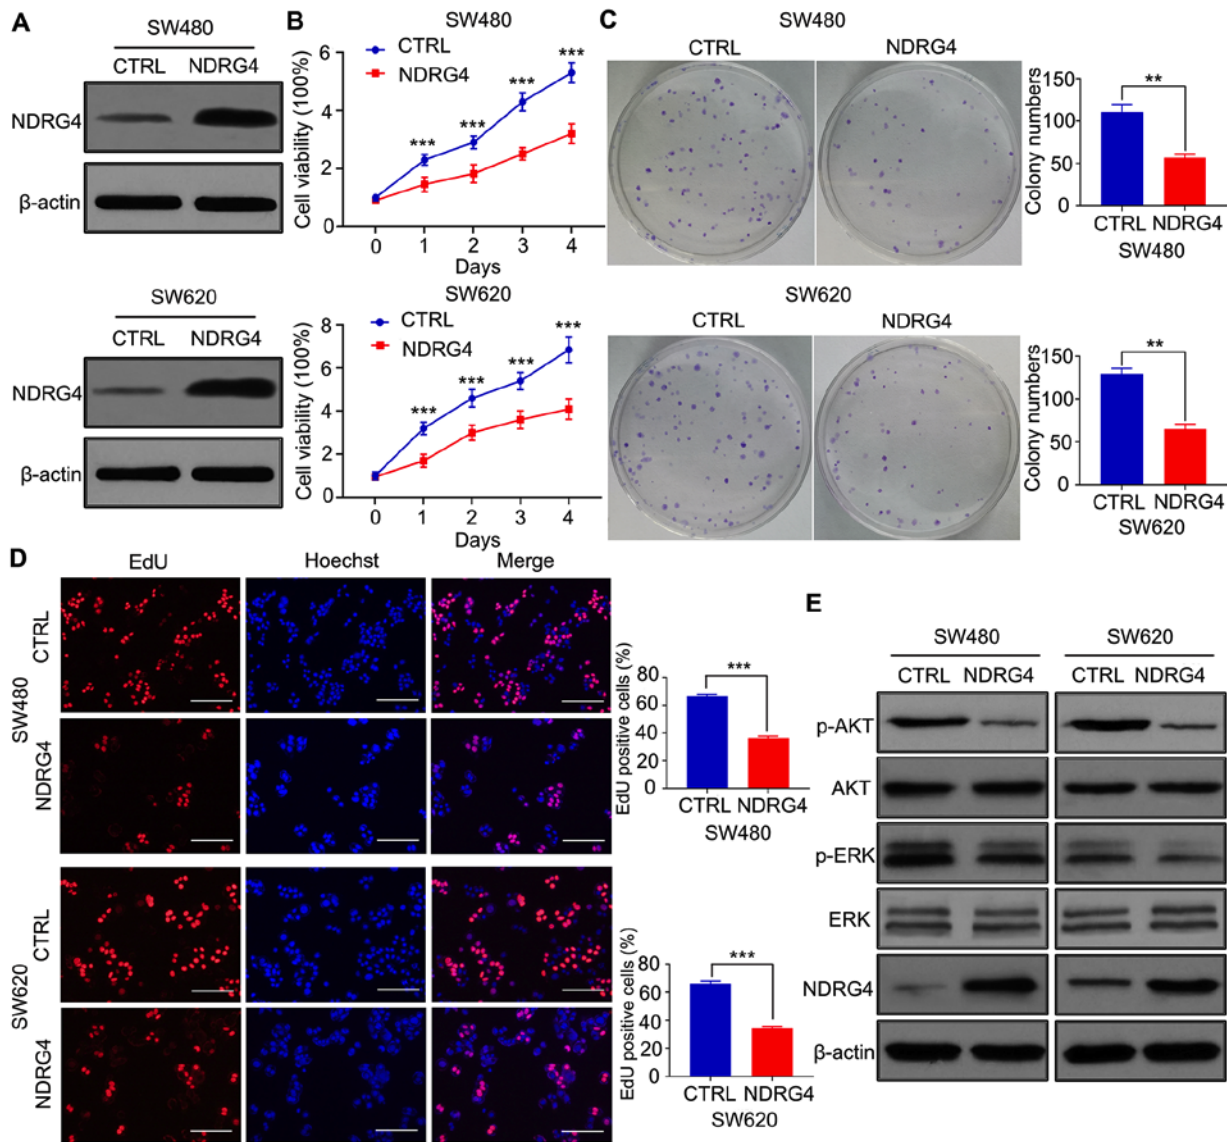 A
SW480
CTRL NDRG4
NDRG4
β-actin
SW620
CTRL NDRG4
NDRG4
β-actin
B
SW480
CTRL
NDRG4
Cell viability (100%)
6
4
2
0
*** *** *** ***
0 1 2 3 4
Days
SW620
CTRL
NDRG4
Cell viability (100%)
8
6
4
2
0
*** *** *** ***
0 1 2 3 4
Days
C
SW480
CTRL NDRG4
Colony numbers
150
100
50
0
**
CTRL NDRG4
SW480
SW620
CTRL NDRG4
Colony numbers
150
100
50
0
**
CTRL NDRG4
SW620
D
EdU Hoechst Merge
SW480
CTRL
NDRG4
SW620
CTRL
NDRG4
EdU positive cells (%)
80
60
40
20
0
***
CTRL NDRG4
SW480
EdU positive cells (%)
80
60
40
20
0
***
CTRL NDRG4
SW620
E
SW480 SW620
CTRL NDRG4 CTRL NDRG4
p-AKT
AKT
p-ERK
ERK
NDRG4
β-actin